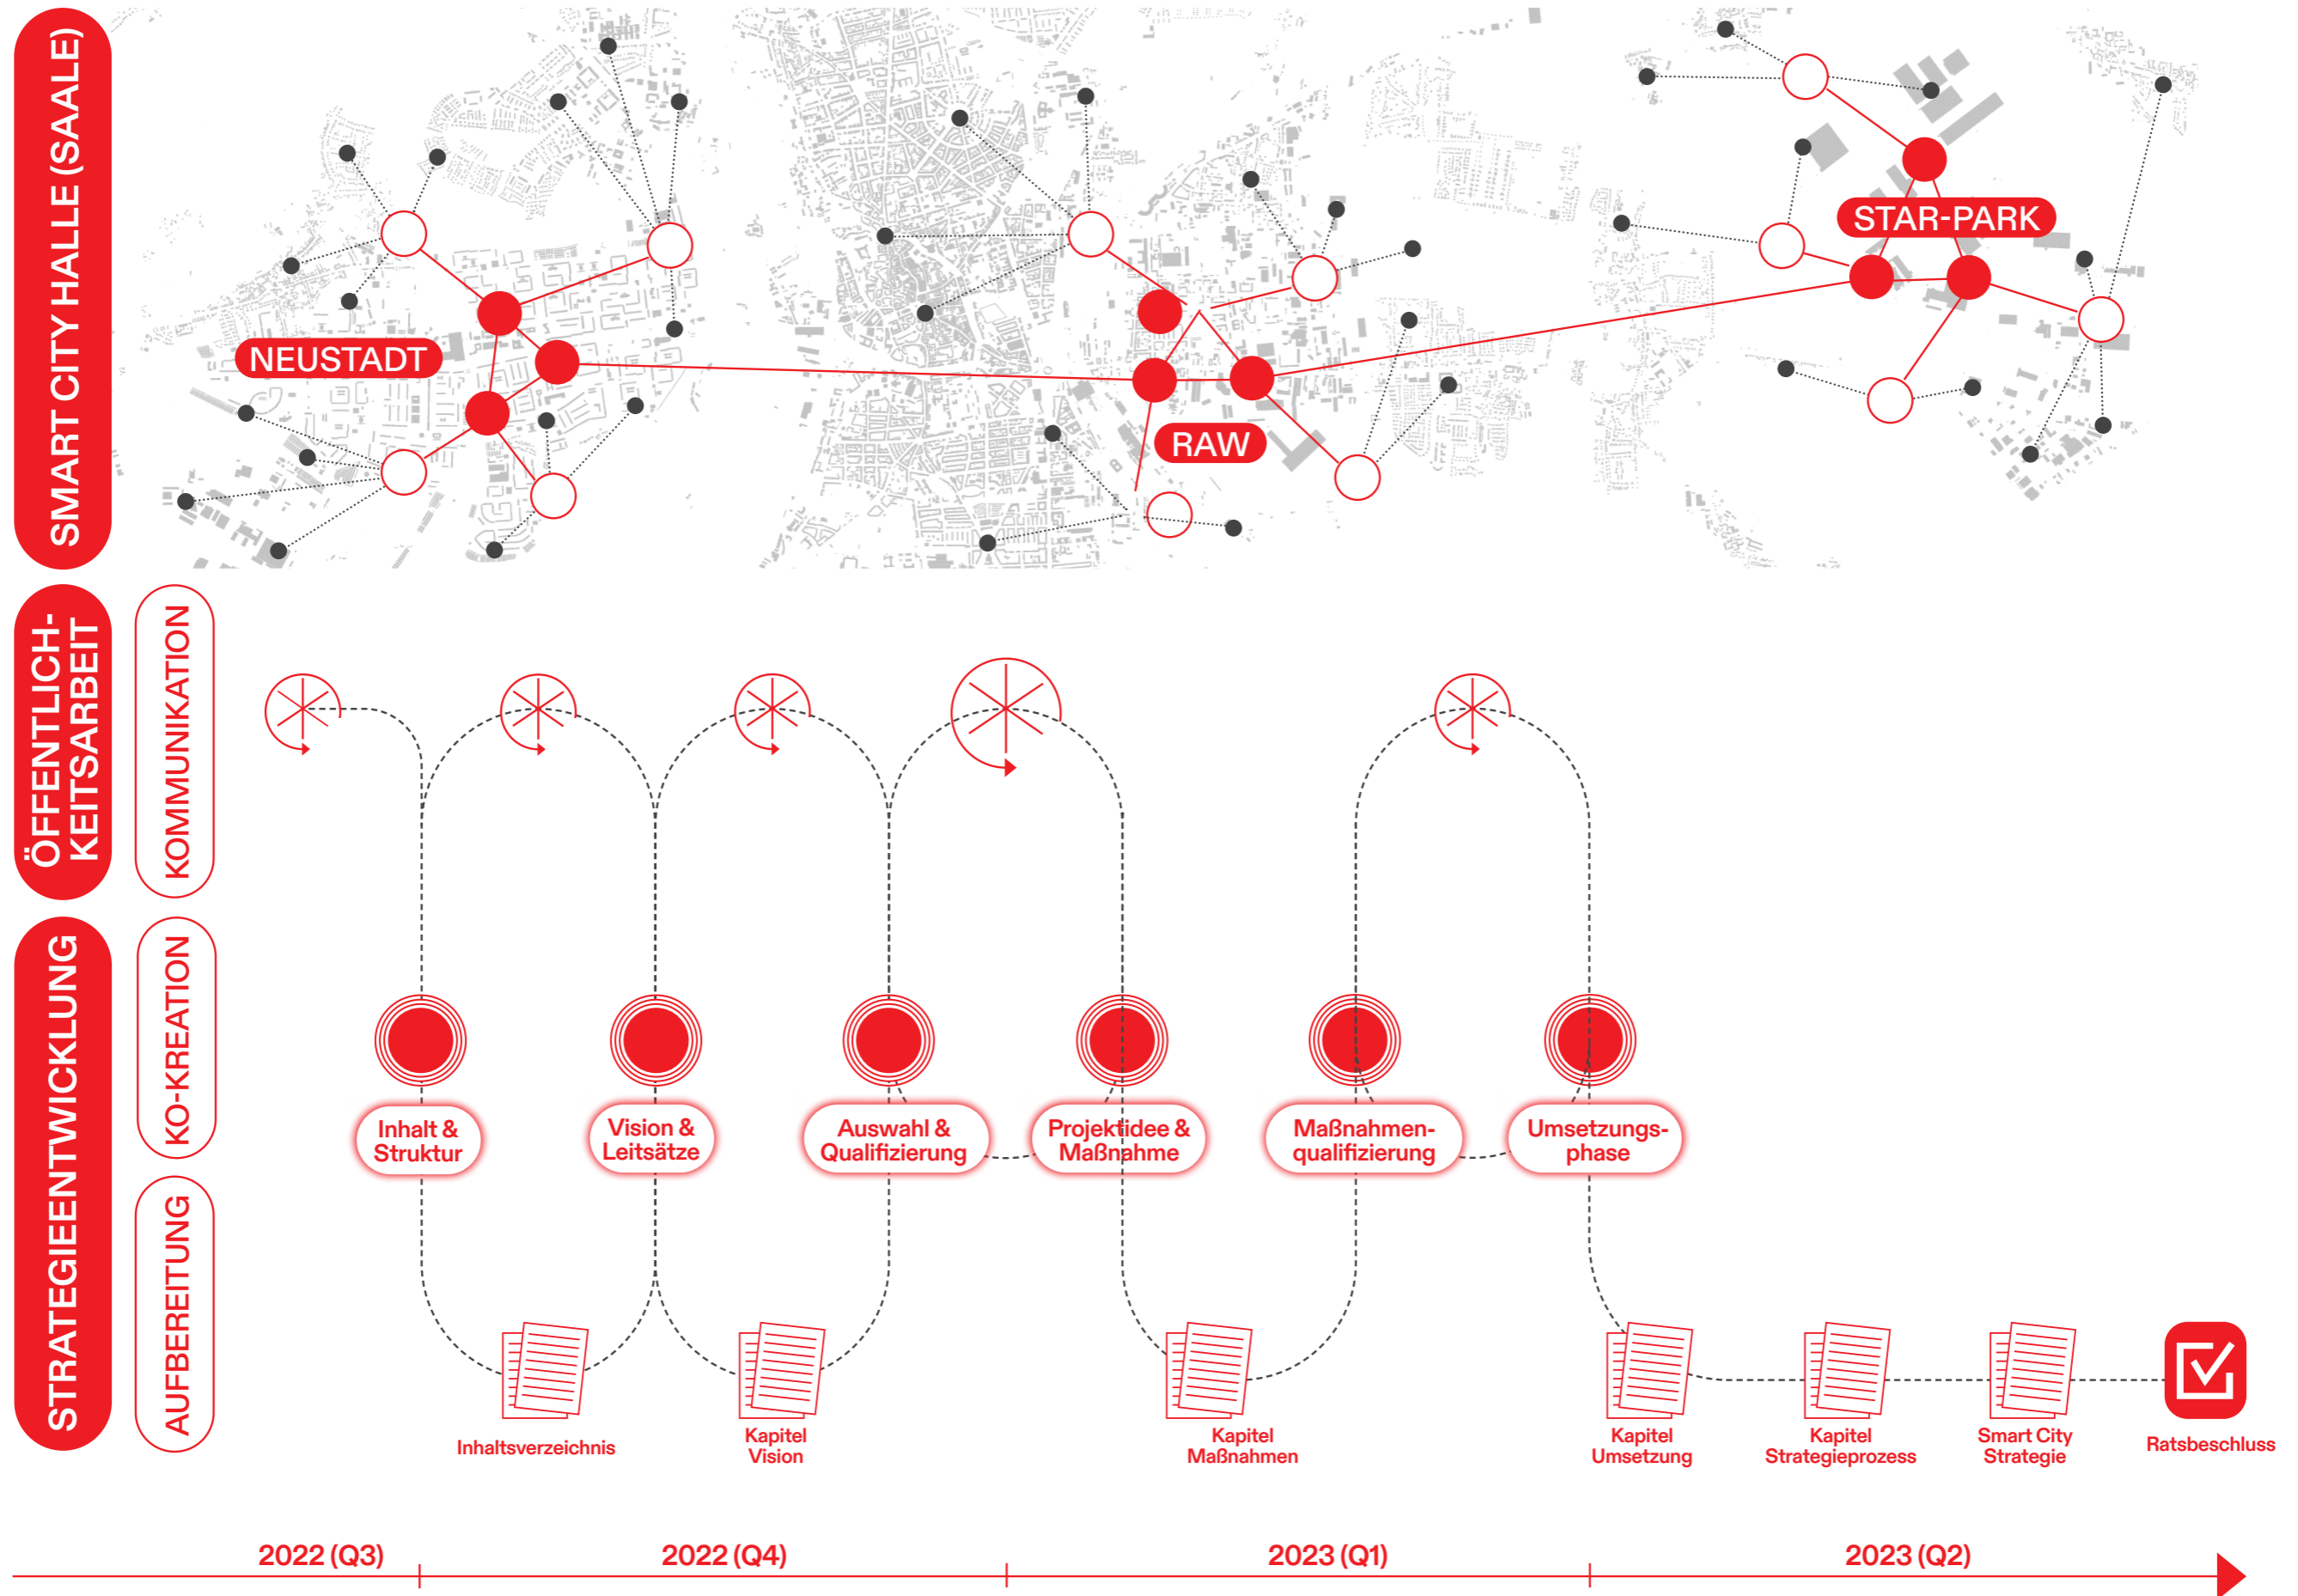 SMART CITY HALLE (SAALE)
NEUSTADT
RAW
STAR-PARK
ÖFFENTLICH-
KEITSARBEIT
KOMMUNIKATION
STRATEGIEENTWICKLUNG
KO-KREATION
AUFBEREITUNG
Inhalt &
Struktur
Vision &
Leitsätze
Auswahl &
Qualifizierung
Projektidee &
Maßnahme
Maßnahmen-
qualifizierung
Umsetzungs-
phase
Inhaltsverzeichnis
Kapitel
Vision
Kapitel
Maßnahmen
Kapitel
Umsetzung
Kapitel
Strategieprozess
Smart City
Strategie
Ratsbeschluss
2022 (Q3)
2022 (Q4)
2023 (Q1)
2023 (Q2)